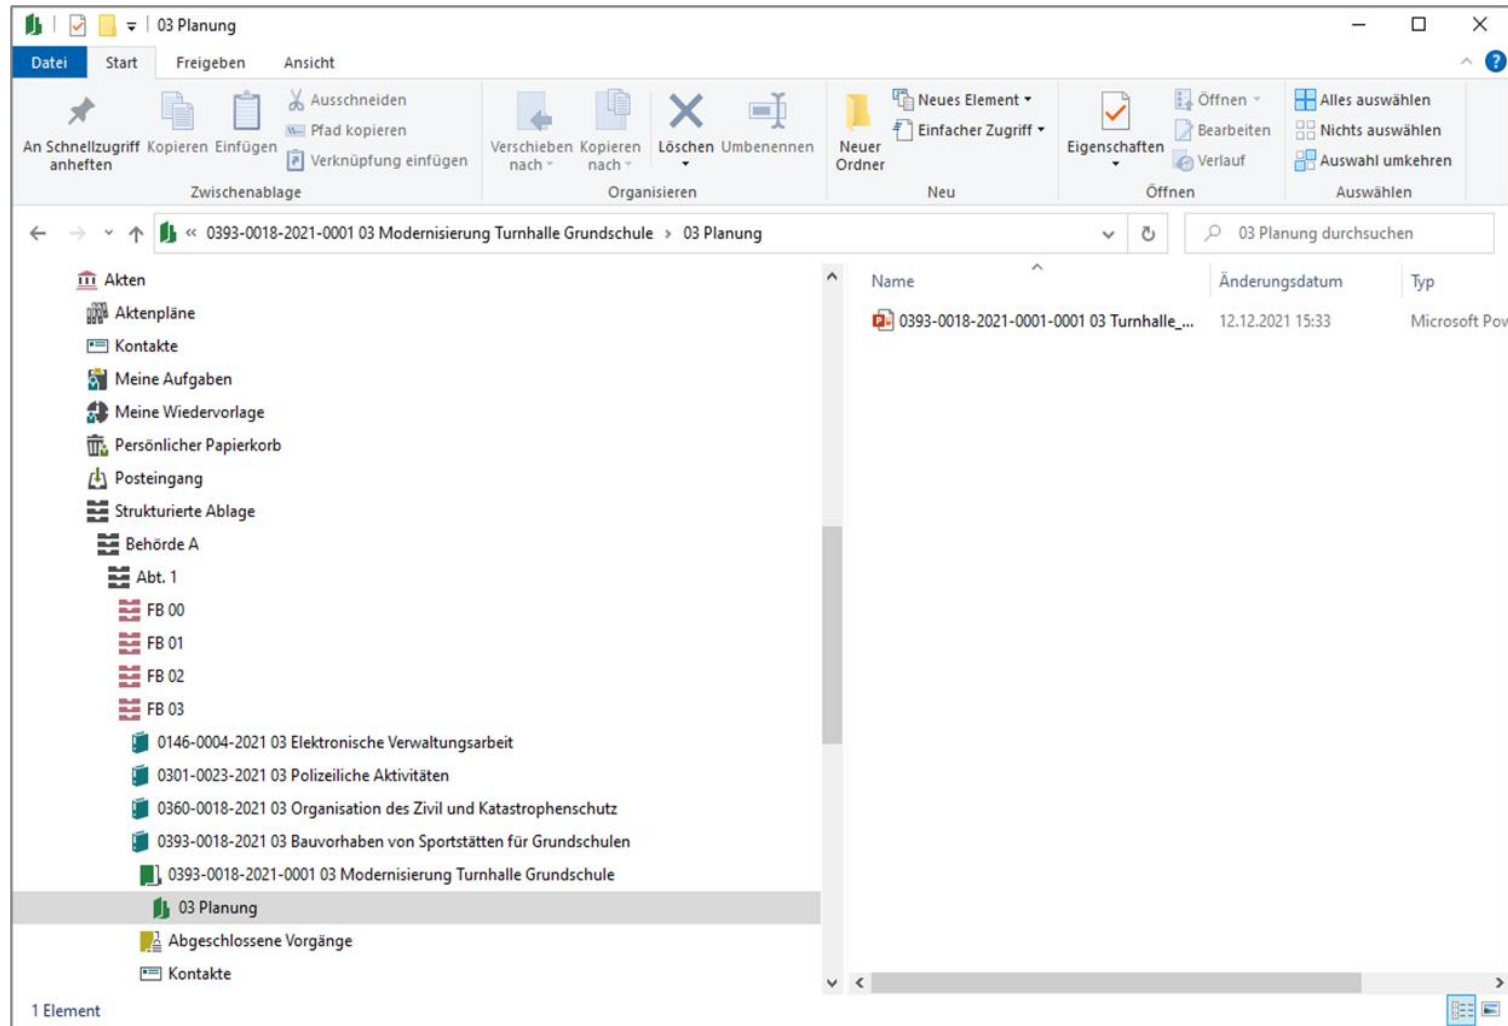 03 Planung
Datei Start Freigeben Ansicht
An Schnellzugriff anheften
Kopieren
Einfügen
Ausschneiden
Pfad kopieren
Verknüpfung einfügen
Zwischenablage
Verschieben nach
Kopieren nach
Löschen
Umbenennen
Organisieren
Neuer Ordner
Neues Element
Einfacher Zugriff
Neu
Eigenschaften
Öffnen
Bearbeiten
Verlauf
Öffnen
Alles auswählen
Nichts auswählen
Auswahl umkehren
Auswählen
« 0393-0018-2021-0001 03 Modernisierung Turnhalle Grundschule > 03 Planung
03 Planung durchsuchen
Akten
Aktenpläne
Kontakte
Meine Aufgaben
Meine Wiedervorlage
Persönlicher Papierkorb
Posteingang
Strukturierte Ablage
Behörde A
Abt. 1
FB 00
FB 01
FB 02
FB 03
0146-0004-2021 03 Elektronische Verwaltungsarbeit
0301-0023-2021 03 Polizeiliche Aktivitäten
0360-0018-2021 03 Organisation des Zivil und Katastrophenschutz
0393-0018-2021 03 Bauvorhaben von Sportstätten für Grundschulen
0393-0018-2021-0001 03 Modernisierung Turnhalle Grundschule
03 Planung
Abgeschlossene Vorgänge
Kontakte
Name Änderungsdatum Typ
0393-0018-2021-0001-0001 03 Turnhalle_... 12.12.2021 15:33 Microsoft Pow
1 Element